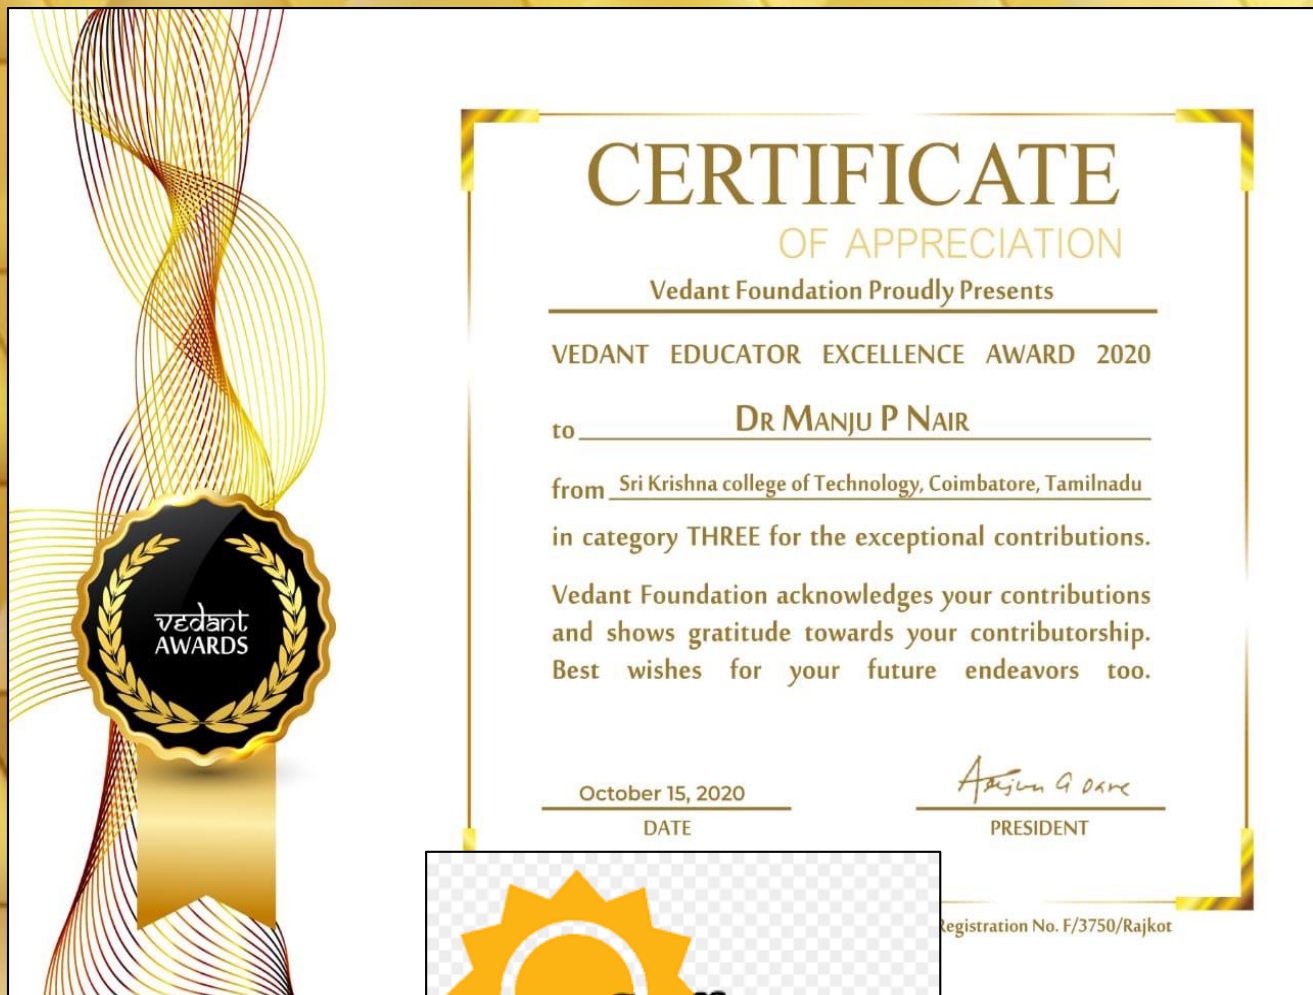 CERTIFICATE
OF APPRECIATION
Vedant Foundation Proudly Presents
VEDANT EDUCATOR EXCELLENCE AWARD 2020
to DR MANJU P NAIR
from Sri Krishna college of Technology, Coimbatore, Tamilnadu
in category THREE for the exceptional contributions.
Vedant Foundation acknowledges your contributions
and shows gratitude towards your contributorship.
Best wishes for your future endeavors too.
vedant
AWARDS
October 15, 2020
DATE
PRESIDENT
Registration No. F/3750/Rajkot